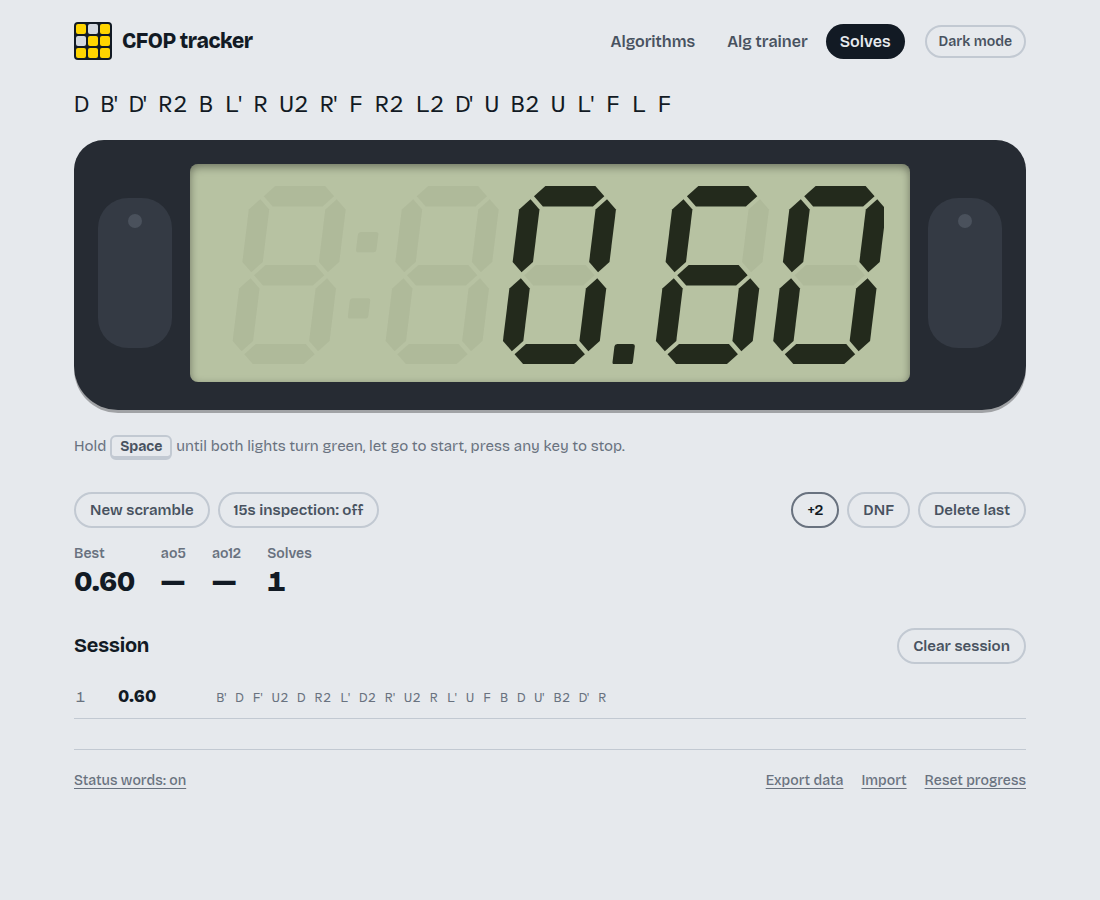 CFOP tracker
Algorithms Alg trainer Solves Dark mode
D B' D' R2 B L' R U2 R' F R2 L2 D' U B2 U L' F L F
0.60
Hold Space until both lights turn green, let go to start, press any key to stop.
New scramble 15s inspection: off +2 DNF Delete last
Best ao5 ao12 Solves
0.60 — — 1
Session Clear session
1 0.60 B' D F' U2 D R2 L' D2 R' U2 R L' U F B D U' B2 D' R
Status words: on Export data Import Reset progress